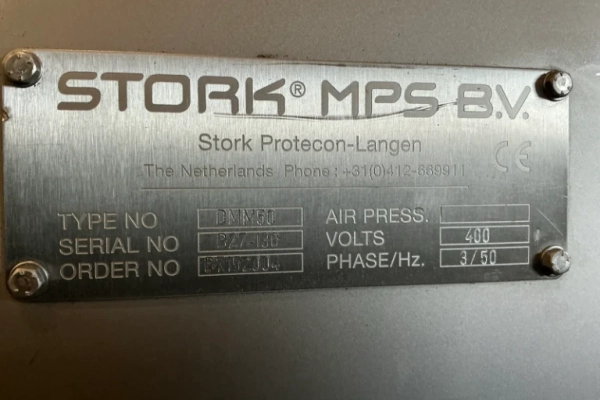 STORK® MPS B.V.
Stork Protecon-Langen
The Netherlands Phone: +31(0)412-669911
CE
TYPE NO DMM50
SERIAL NO
ORDER NO
AIR PRESS.
VOLTS 400
PHASE/Hz. 3/50